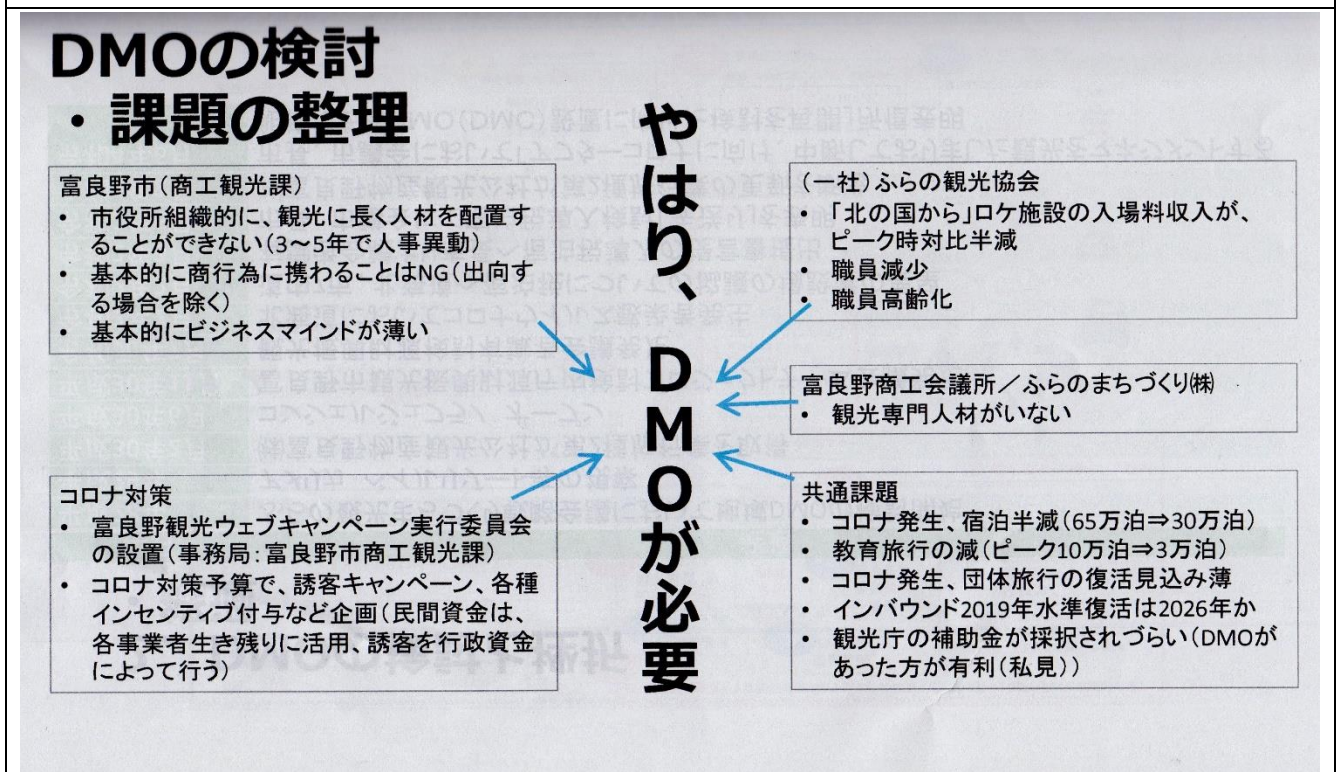 DMOの検討
・課題の整理
富良野市(商工観光課)
• 市役所組織的に、観光に長く人材を配置す
ることができない(3～5年で人事異動)
• 基本的に商行為に携わることはNG(出向す
る場合を除く)
• 基本的にビジネスマインドが薄い
コロナ対策
• 富良野観光ウェブキャンペーン実行委員会
の設置(事務局:富良野市商工観光課)
• コロナ対策予算で、誘客キャンペーン、各種
インセンティブ付与など企画(民間資金は、
各事業者生き残りに活用、誘客を行政資金
によって行う)
やはり、DMOが必要
(一社)ふらの観光協会
• 「北の国から」ロケ施設の入場料収入が、
ピーク時対比半減
• 職員減少
• 職員高齢化
富良野商工会議所／ふらのまちづくり㈱
• 観光専門人材がいない
共通課題
• コロナ発生、宿泊半減(65万泊⇒30万泊)
• 教育旅行の減(ピーク10万泊⇒3万泊)
• コロナ発生、団体旅行の復活見込み薄
• インバウンド2019年水準復活は2026年か
• 観光庁の補助金が採択されづらい(DMOが
あった方が有利(私見))